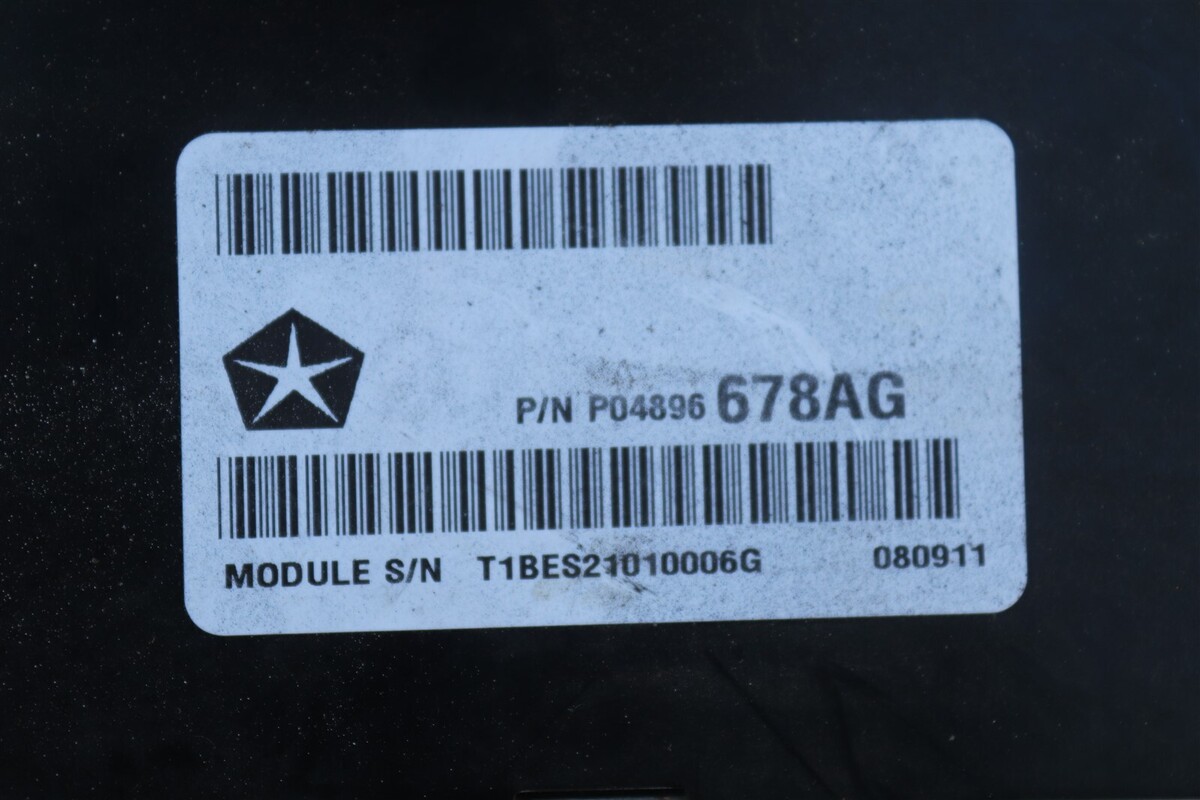 P/N P04896 678AG
MODULE S/N T1BES21010006G 080911